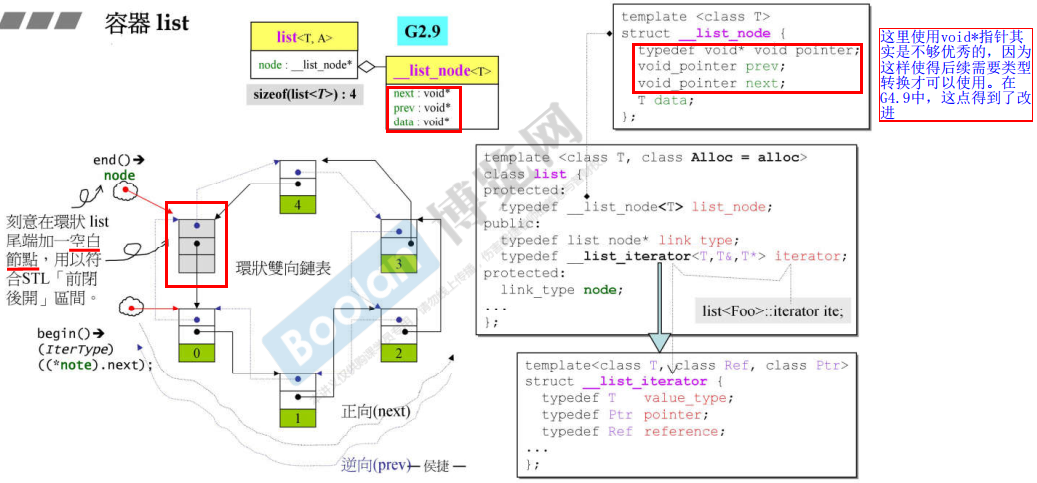 容器 list
list<T, A>
node : __list_node*
sizeof(list<T>) : 4
G2.9
__list_node<T>
next : void*
prev : void*
data : void*
template <class T>
struct __list_node {
typedef void* void_pointer;
void_pointer prev;
void_pointer next;
T data;
};
这里使用void*指针其
实是不够优秀的，因为
这样使得后续需要类型
转换才可以使用。在
G4.9中，这点得到了改
进
end()
node
刻意在環狀 list
尾端加一空白
節點，用以符
合STL「前閉
後開」區間。
begin()
(IterType)
((*note).next);
4
3
環狀雙向鏈表
0
2
1
正向(next)
逆向(prev)
— 侯捷 —
template <class T, class Alloc = alloc>
class list {
protected:
typedef __list_node<T> list_node;
public:
typedef list_node* link_type;
typedef __list_iterator<T,T&,T*> iterator;
protected:
link_type node;
...
};
list<Foo>::iterator ite;
template<class T, class Ref, class Ptr>
struct __list_iterator {
typedef T value_type;
typedef Ptr pointer;
typedef Ref reference;
...
};
Boolan
博览网